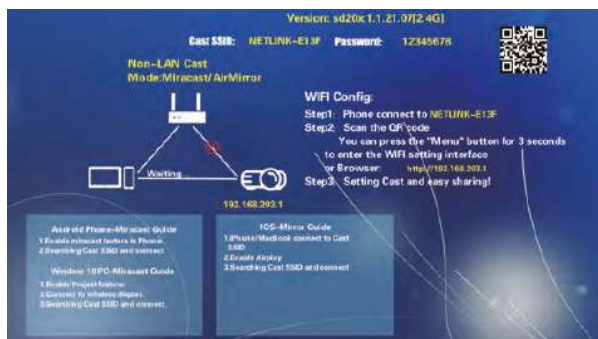 Version: sd20x.1.1.21.07[2.4G]
Cast SSID: NETLINK-E13F Password: 12345678
Non-LAN Cast
Mode:Miracast/AirMirror
Waiting...
192.168.203.1
WIFI Config:
Step1: Phone connect to NETLINK-E13F
Step2: Scan the QR code
You can press the "Menu" button for 3 seconds
to enter the WIFI setting interface
or Browser: http://192.168.203.1
Step3: Setting Cast and easy sharing!
Android Phone-Miracast Guide
1.Enable miracast feature in Phone.
2.Searching Cast SSID and connect
Window 10PC-Miracast Guide
1.Enable Project feature.
2.Connect to wireless display.
3.Searching Cast SSID and connect
IOS-Mirror Guide
1.iPhone/MacBook connect to Cast
SSID
2.Enable Airplay
3.Searching Cast SSID and connect